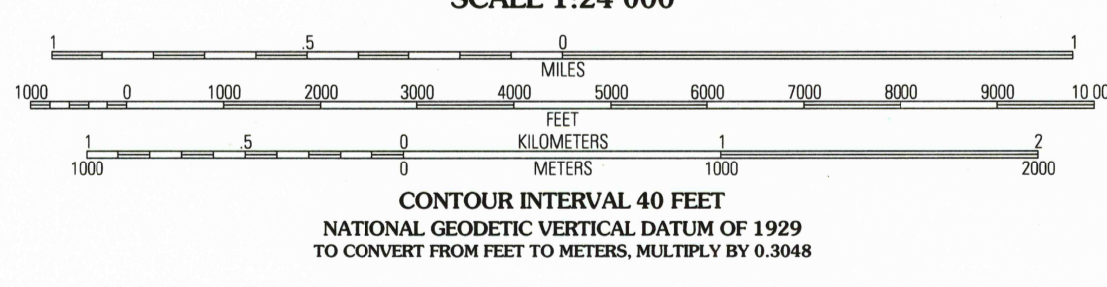 SCALE 1:24 000
1 .5 0 1
MILES
1000 0 1000 2000 3000 4000 5000 6000 7000 8000 9000 10 00
FEET
1 .5 0 KILOMETERS 1 2
1000 0 METERS 1000 2000
CONTOUR INTERVAL 40 FEET
NATIONAL GEODETIC VERTICAL DATUM OF 1929
TO CONVERT FROM FEET TO METERS, MULTIPLY BY 0.3048